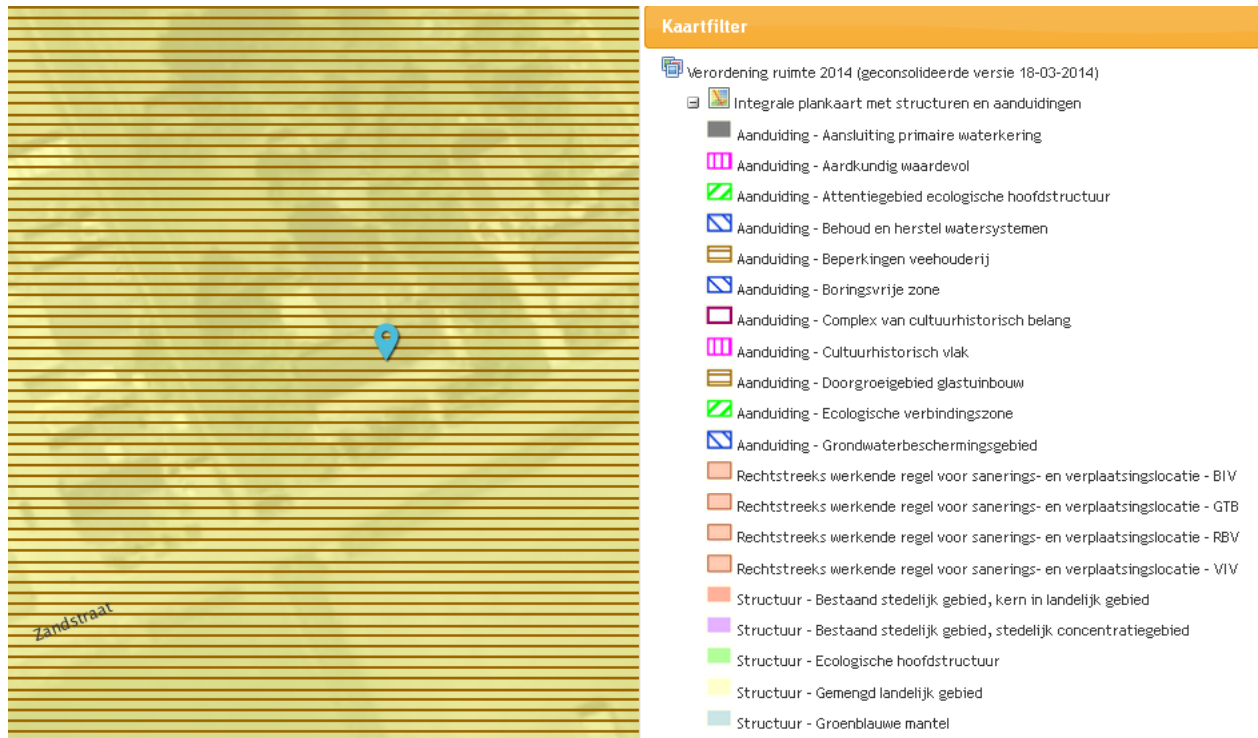 Zandstraat
Kaartfilter
Verordening ruimte 2014 (geconsolideerde versie 18-03-2014)
Integrale plankaart met structuren en aanduidingen
Aanduiding - Aansluiting primaire waterkering
Aanduiding - Aardkundig waardevol
Aanduiding - Attentiegebied ecologische hoofdstructuur
Aanduiding - Behoud en herstel watersystemen
Aanduiding - Beperkingen veehouderij
Aanduiding - Boringsvrije zone
Aanduiding - Complex van cultuurhistorisch belang
Aanduiding - Cultuurhistorisch vlak
Aanduiding - Doorgroeigebied glastuinbouw
Aanduiding - Ecologische verbindingszone
Aanduiding - Grondwaterbeschermingsgebied
Rechtstreeks werkende regel voor sanerings- en verplaatsingslocatie - BIV
Rechtstreeks werkende regel voor sanerings- en verplaatsingslocatie - GTB
Rechtstreeks werkende regel voor sanerings- en verplaatsingslocatie - RBV
Rechtstreeks werkende regel voor sanerings- en verplaatsingslocatie - VIV
Structuur - Bestaand stedelijk gebied, kern in landelijk gebied
Structuur - Bestaand stedelijk gebied, stedelijk concentratiegebied
Structuur - Ecologische hoofdstructuur
Structuur - Gemengd landelijk gebied
Structuur - Groenblauwe mantel